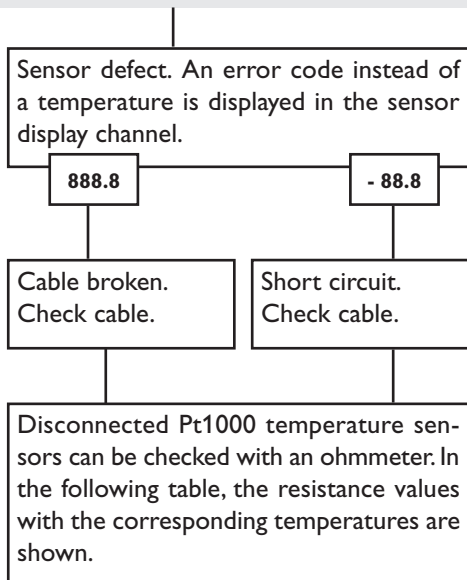 Sensor defect. An error code instead of
a temperature is displayed in the sensor
display channel.
888.8
- 88.8
Cable broken.
Check cable.
Short circuit.
Check cable.
Disconnected Pt1000 temperature sen-
sors can be checked with an ohmmeter. In
the following table, the resistance values
with the corresponding temperatures are
shown.